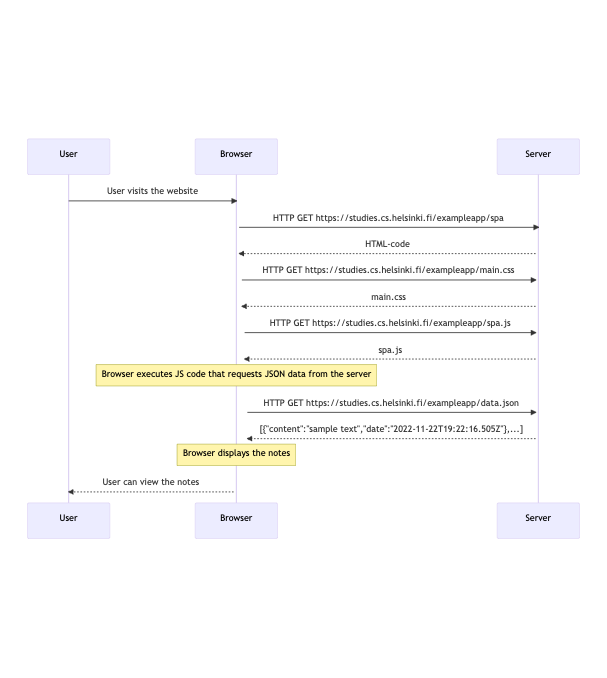 User
Browser
Server
User visits the website
HTTP GET https://studies.cs.helsinki.fi/exampleapp/spa
HTML-code
HTTP GET https://studies.cs.helsinki.fi/exampleapp/main.css
main.css
HTTP GET https://studies.cs.helsinki.fi/exampleapp/spa.js
spa.js
Browser executes JS code that requests JSON data from the server
HTTP GET https://studies.cs.helsinki.fi/exampleapp/data.json
[{"content":"sample text","date":"2022-11-22T19:22:16.505Z"},...]
Browser displays the notes
User can view the notes
User
Browser
Server